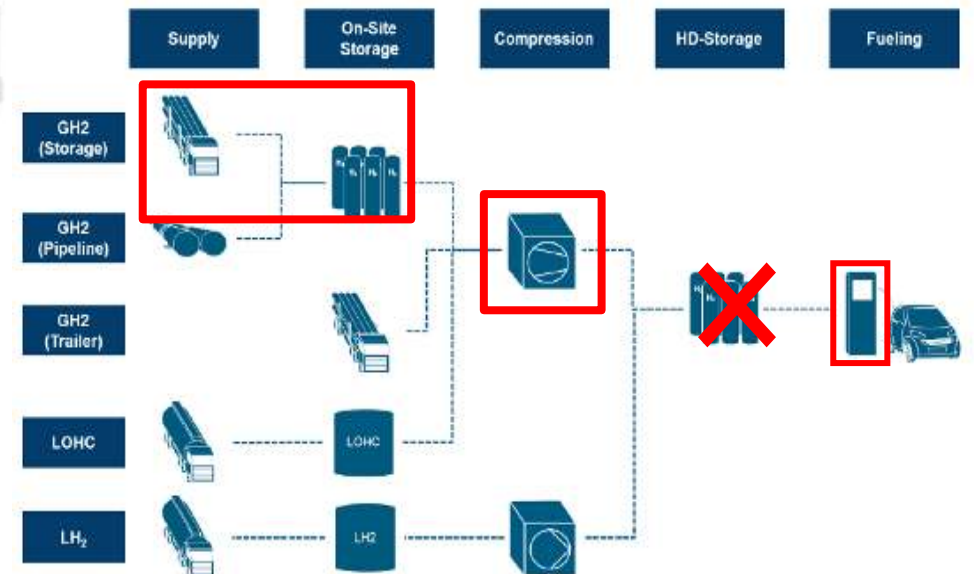 Supply
On-Site
Storage
Compression
HD-Storage
Fueling
GH2
(Storage)
GH2
(Pipeline)
GH2
(Trailer)
LOHC
LOHC
LH₂
LH2